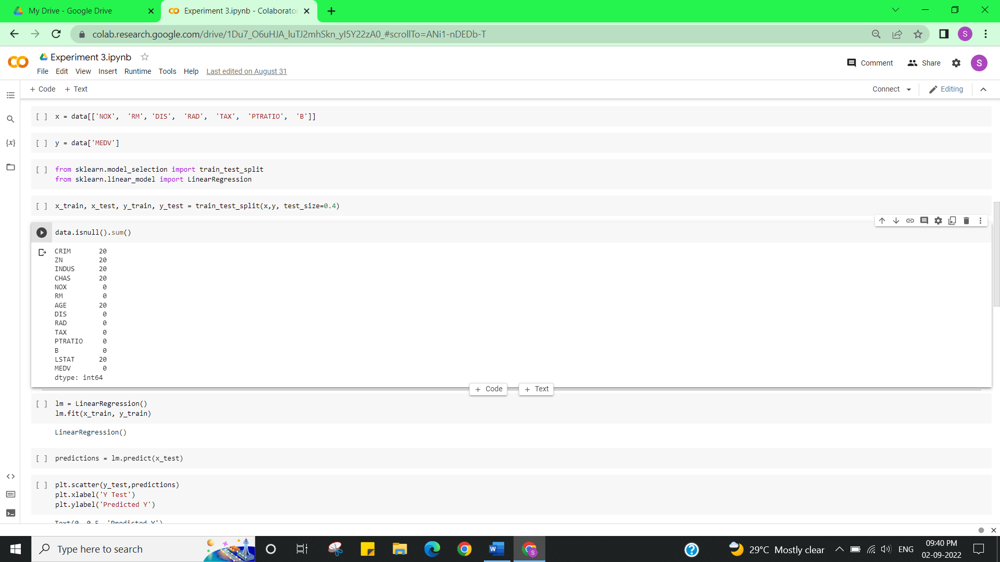 My Drive - Google Drive
Experiment 3.ipynb - Colaborator
colab.research.google.com/drive/1Du7_O6uHJA_luTJ2mhSkn_yI5Y22zA0_#scrollTo=ANi1-nDEDb-T
S
Experiment 3.ipynb
File Edit View Insert Runtime Tools Help Last edited on August 31
Comment Share S
+ Code + Text
Connect Editing
[ ] x = data[['NOX', 'RM', 'DIS', 'RAD', 'TAX', 'PTRATIO', 'B']]
{x}
[ ] y = data['MEDV']
[ ] from sklearn.model_selection import train_test_split
from sklearn.linear_model import LinearRegression
[ ] x_train, x_test, y_train, y_test = train_test_split(x,y, test_size=0.4)
data.isnull().sum()
CRIM 20
ZN 20
INDUS 20
CHAS 20
NOX 0
RM 0
AGE 20
DIS 0
RAD 0
TAX 0
PTRATIO 0
B 0
LSTAT 20
MEDV 0
dtype: int64
+ Code + Text
[ ] lm = LinearRegression()
lm.fit(x_train, y_train)
LinearRegression()
[ ] predictions = lm.predict(x_test)
[ ] plt.scatter(y_test,predictions)
plt.xlabel('Y Test')
plt.ylabel('Predicted Y')
Text(0, 0.5, 'Predicted Y')
Type here to search
29°C Mostly clear
ENG
09:40 PM
02-09-2022